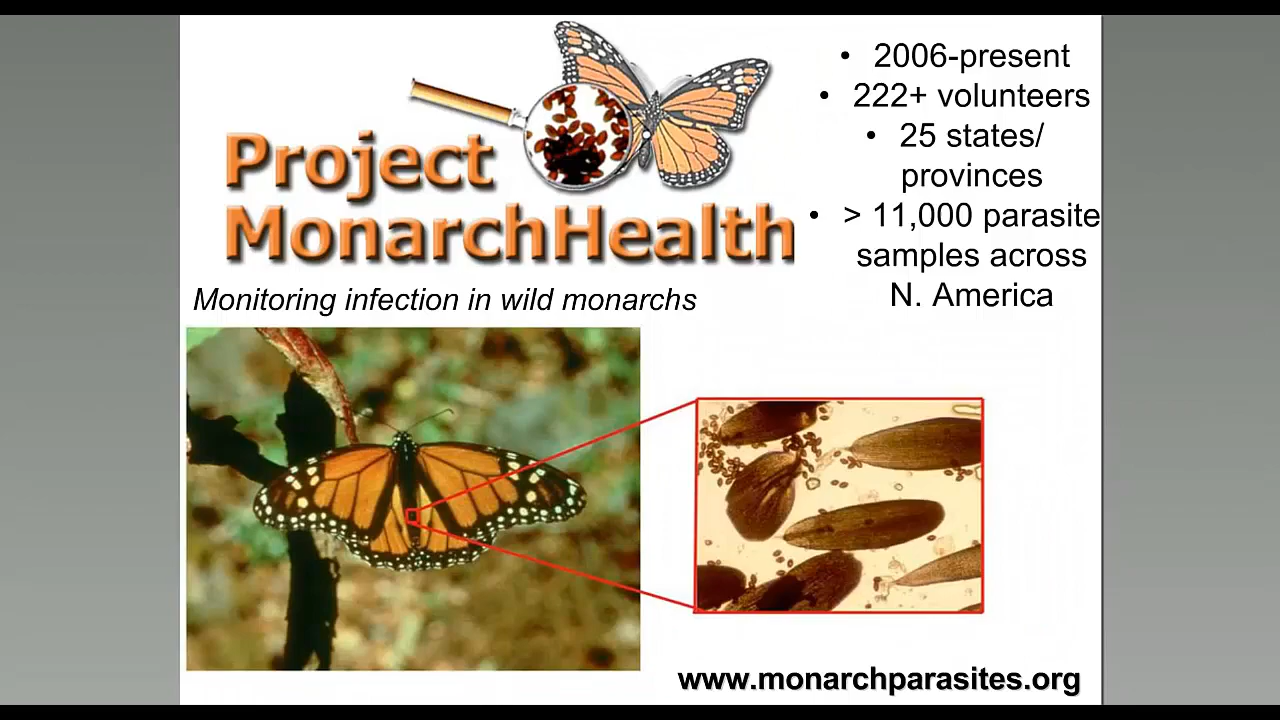 Project
MonarchHealth
Monitoring infection in wild monarchs
• 2006-present
• 222+ volunteers
• 25 states/
provinces
• > 11,000 parasite
samples across
N. America
www.monarchparasites.org